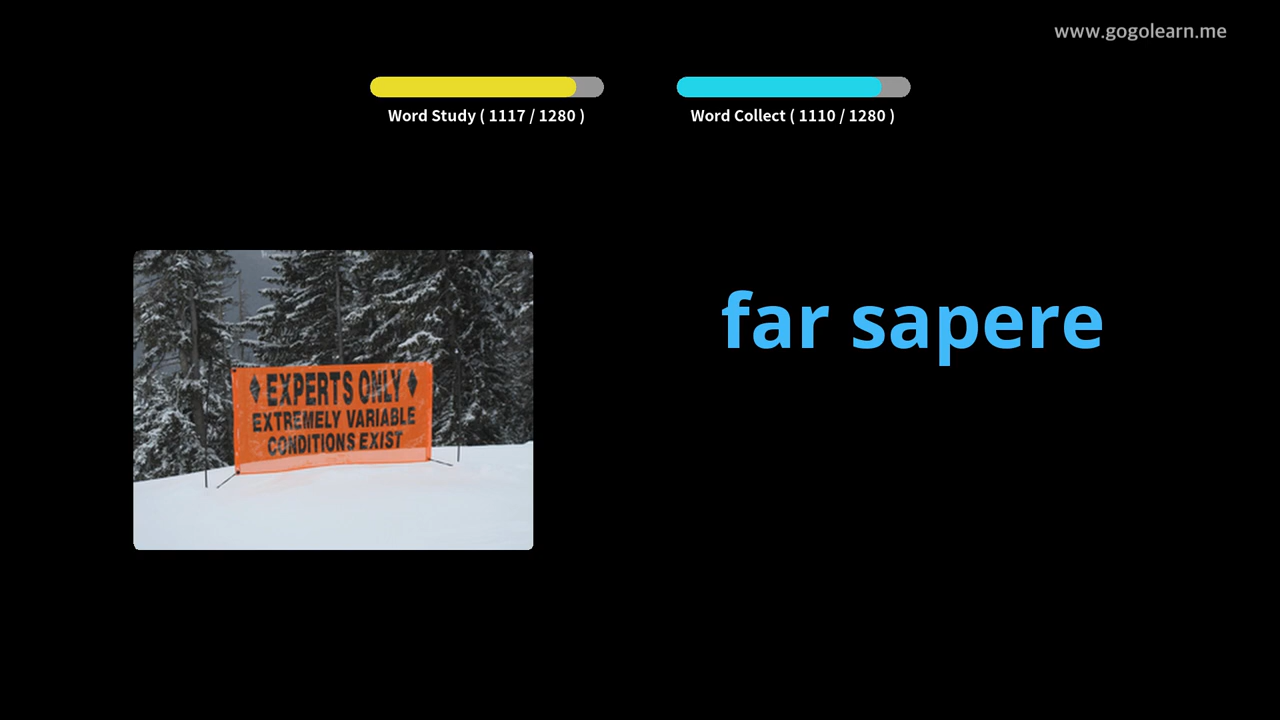 www.gogolearn.me
Word Study ( 1117 / 1280 )
Word Collect ( 1110 / 1280 )
far sapere
EXPERTS ONLY
EXTREMELY VARIABLE
CONDITIONS EXIST